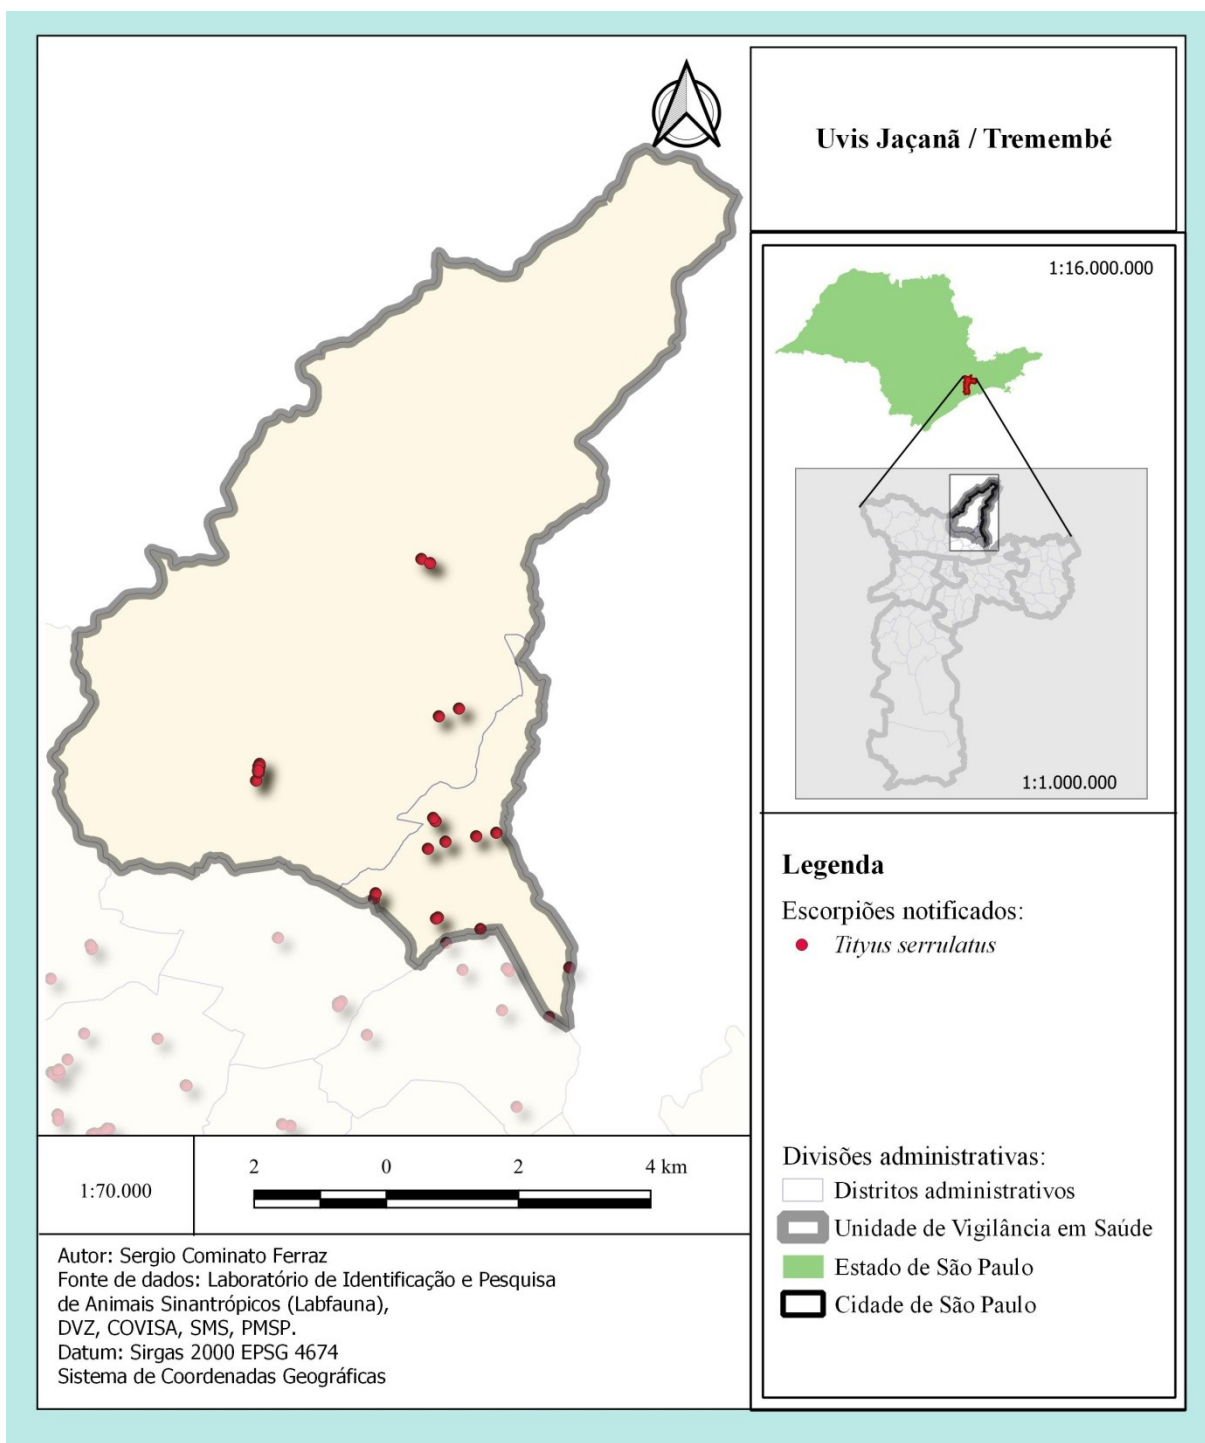 Uvis Jaçanã / Tremembé
1:16.000.000
1:1.000.000
Legenda
Escorpiões notificados:
Tityus serrulatus
Divisões administrativas:
Distritos administrativos
Unidade de Vigilância em Saúde
Estado de São Paulo
Cidade de São Paulo
1:70.000
2 0 2 4 km
Autor: Sergio Cominato Ferraz
Fonte de dados: Laboratório de Identificação e Pesquisa
de Animais Sinantrópicos (Labfauna),
DVZ, COVISA, SMS, PMSP.
Datum: Sirgas 2000 EPSG 4674
Sistema de Coordenadas Geográficas